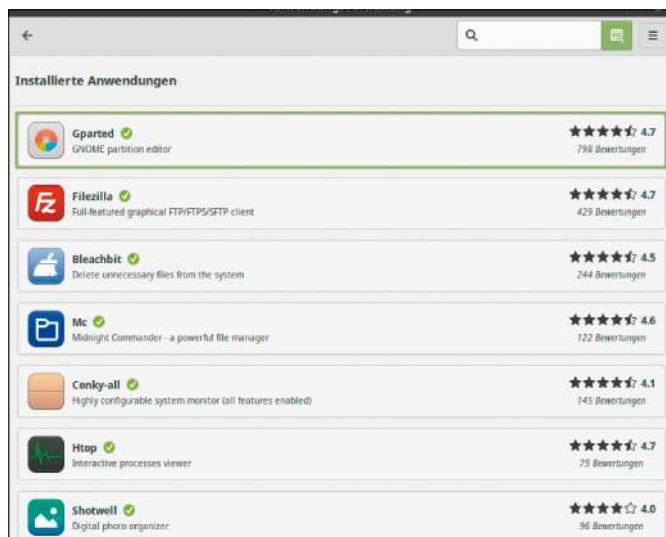 Installierte Anwendungen
Gparted
4.7
GNOME partition editor
798 Bewertungen
Fz
Filezilla
4.7
Full-featured graphical FTP/FTPS/SFTP client
429 Bewertungen
Bleachbit
4.5
Delete unnecessary files from the system
244 Bewertungen
Mc
4.6
Midnight Commander - a powerful file manager
122 Bewertungen
Conky-all
4.1
Highly configurable system monitor (all features enabled)
145 Bewertungen
Htop
4.7
Interactive processes viewer
75 Bewertungen
Shotwell
4.0
Digital photo organizer
96 Bewertungen